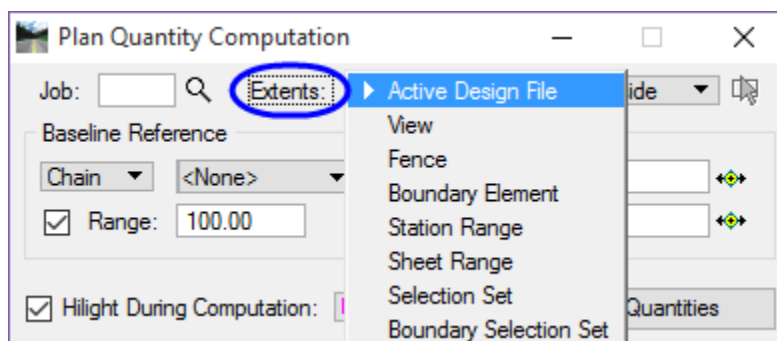 Plan Quantity Computation
Job:
Extents:
Active Design File
ide
View
Baseline Reference
Fence
Chain
<None>
Boundary Element
Station Range
Range:
100.00
Sheet Range
Selection Set
Hilight During Computation:
Quantities
Boundary Selection Set